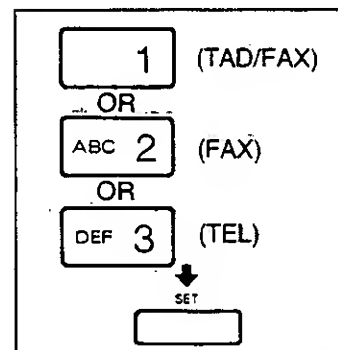 1 (TAD/FAX)
OR
ABC 2 (FAX)
OR
DEF 3 (TEL)
SET